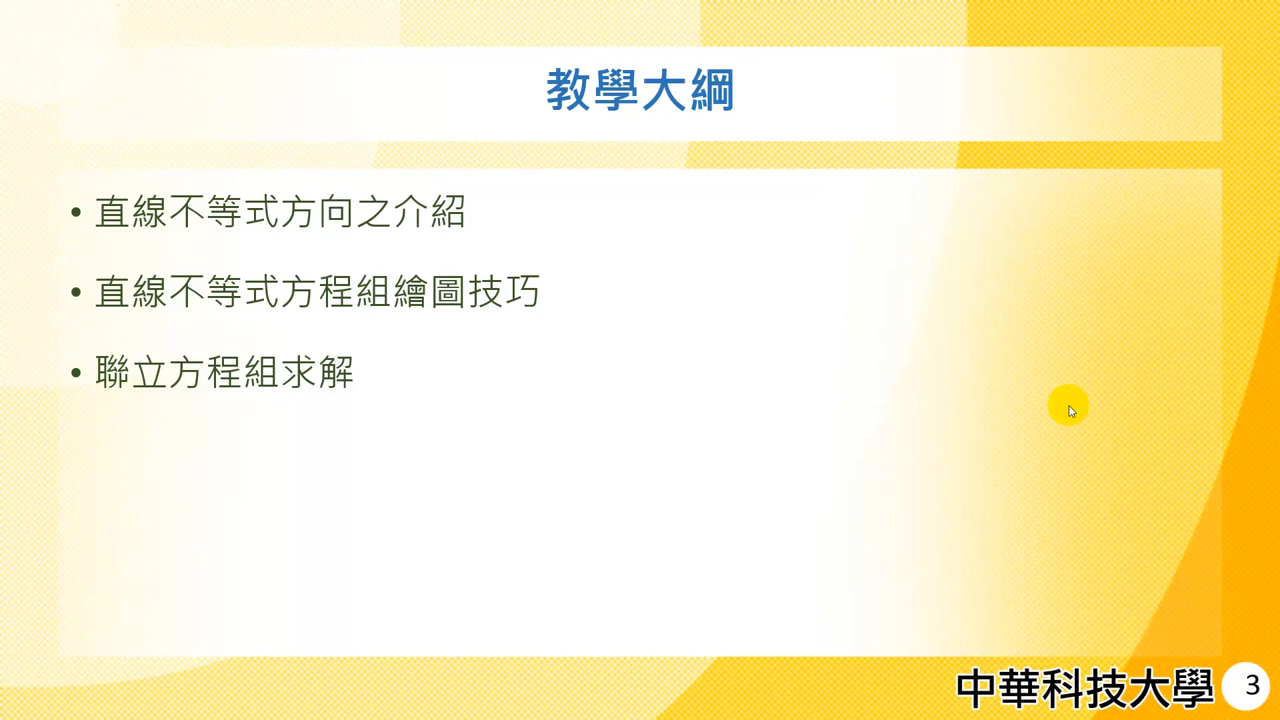 教學大綱
• 直線不等式方向之介紹
• 直線不等式方程組繪圖技巧
• 聯立方程組求解
中華科技大學 3